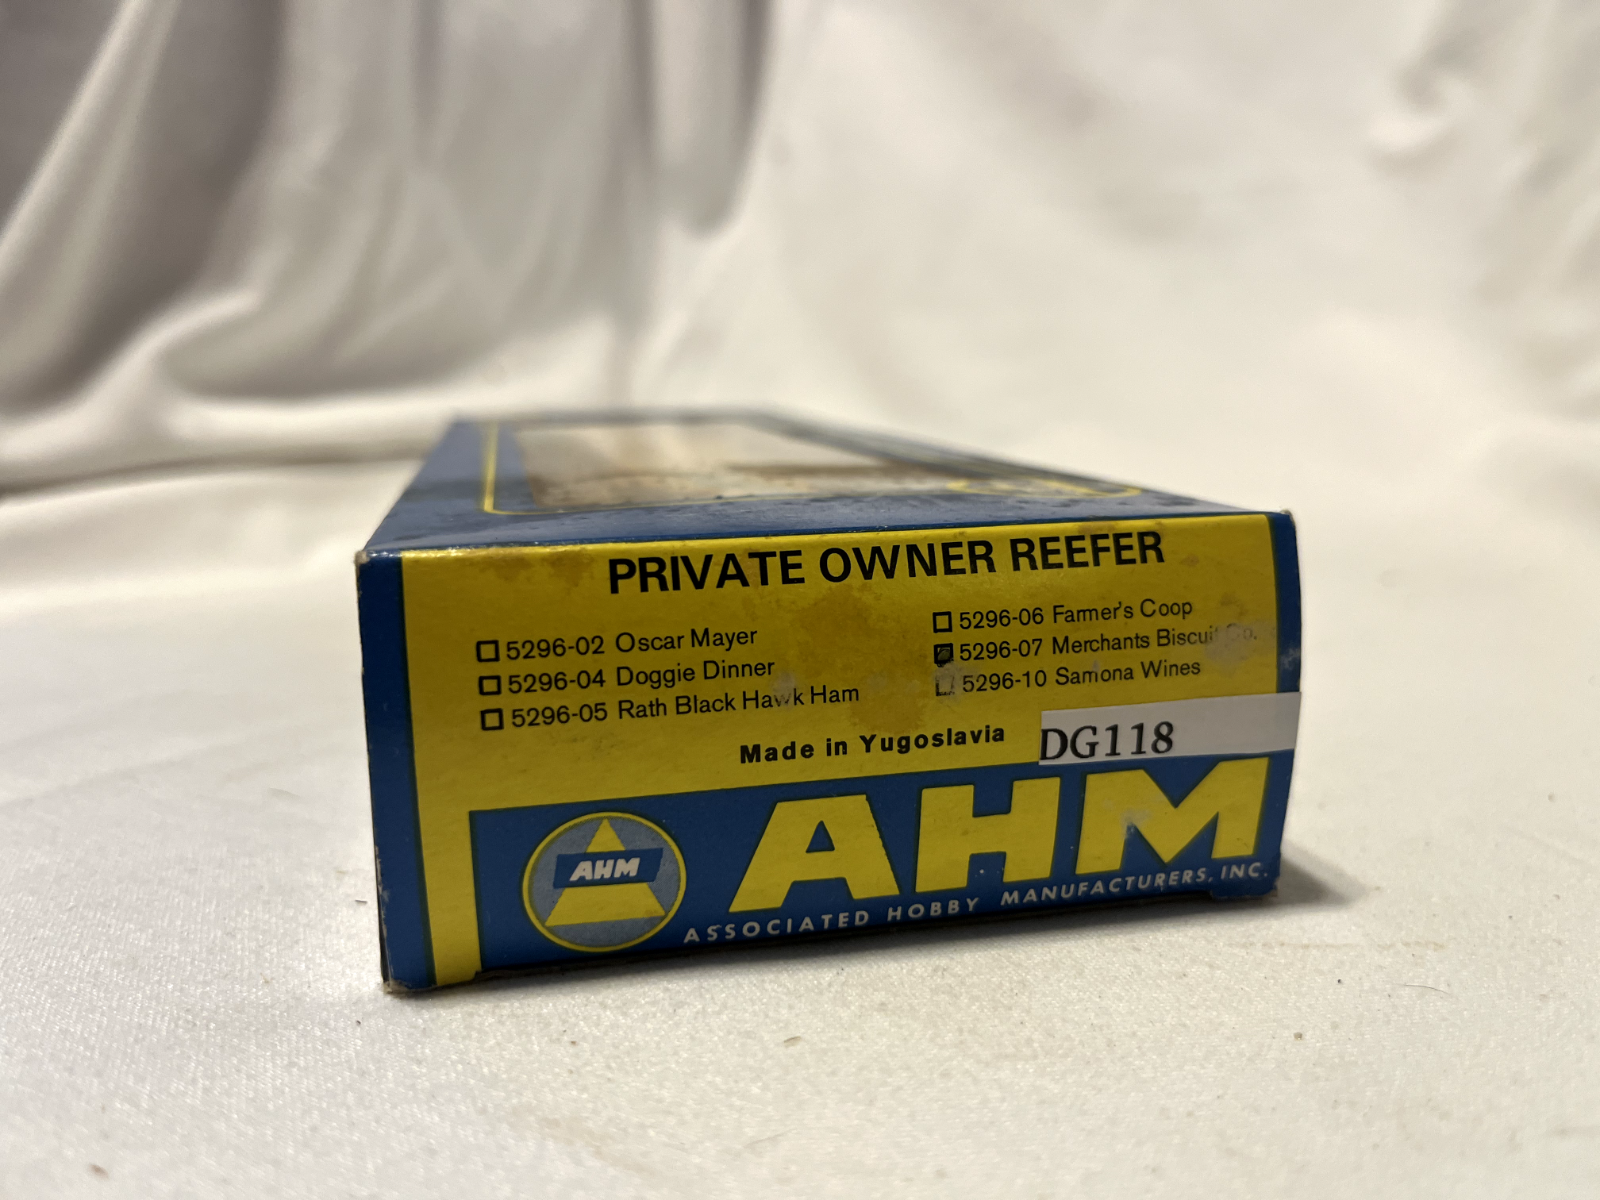 PRIVATE OWNER REEFER
5296-02 Oscar Mayer
5296-04 Doggie Dinner
5296-05 Rath Black Hawk Ham
5296-06 Farmer's Coop
5296-07 Merchants Biscuit Co.
5296-10 Samona Wines
Made in Yugoslavia
DG118
AHM
AHM
ASSOCIATED HOBBY MANUFACTURERS, INC.